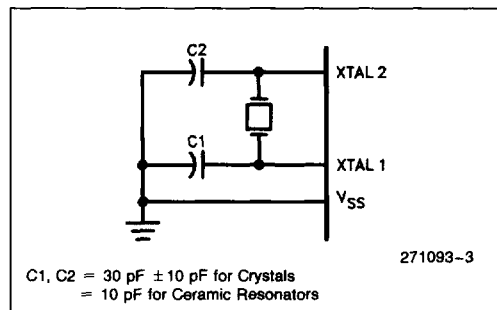 C2
XTAL 2
C1
XTAL 1
VSS
271093–3
C1, C2 = 30 pF ±10 pF for Crystals
= 10 pF for Ceramic Resonators